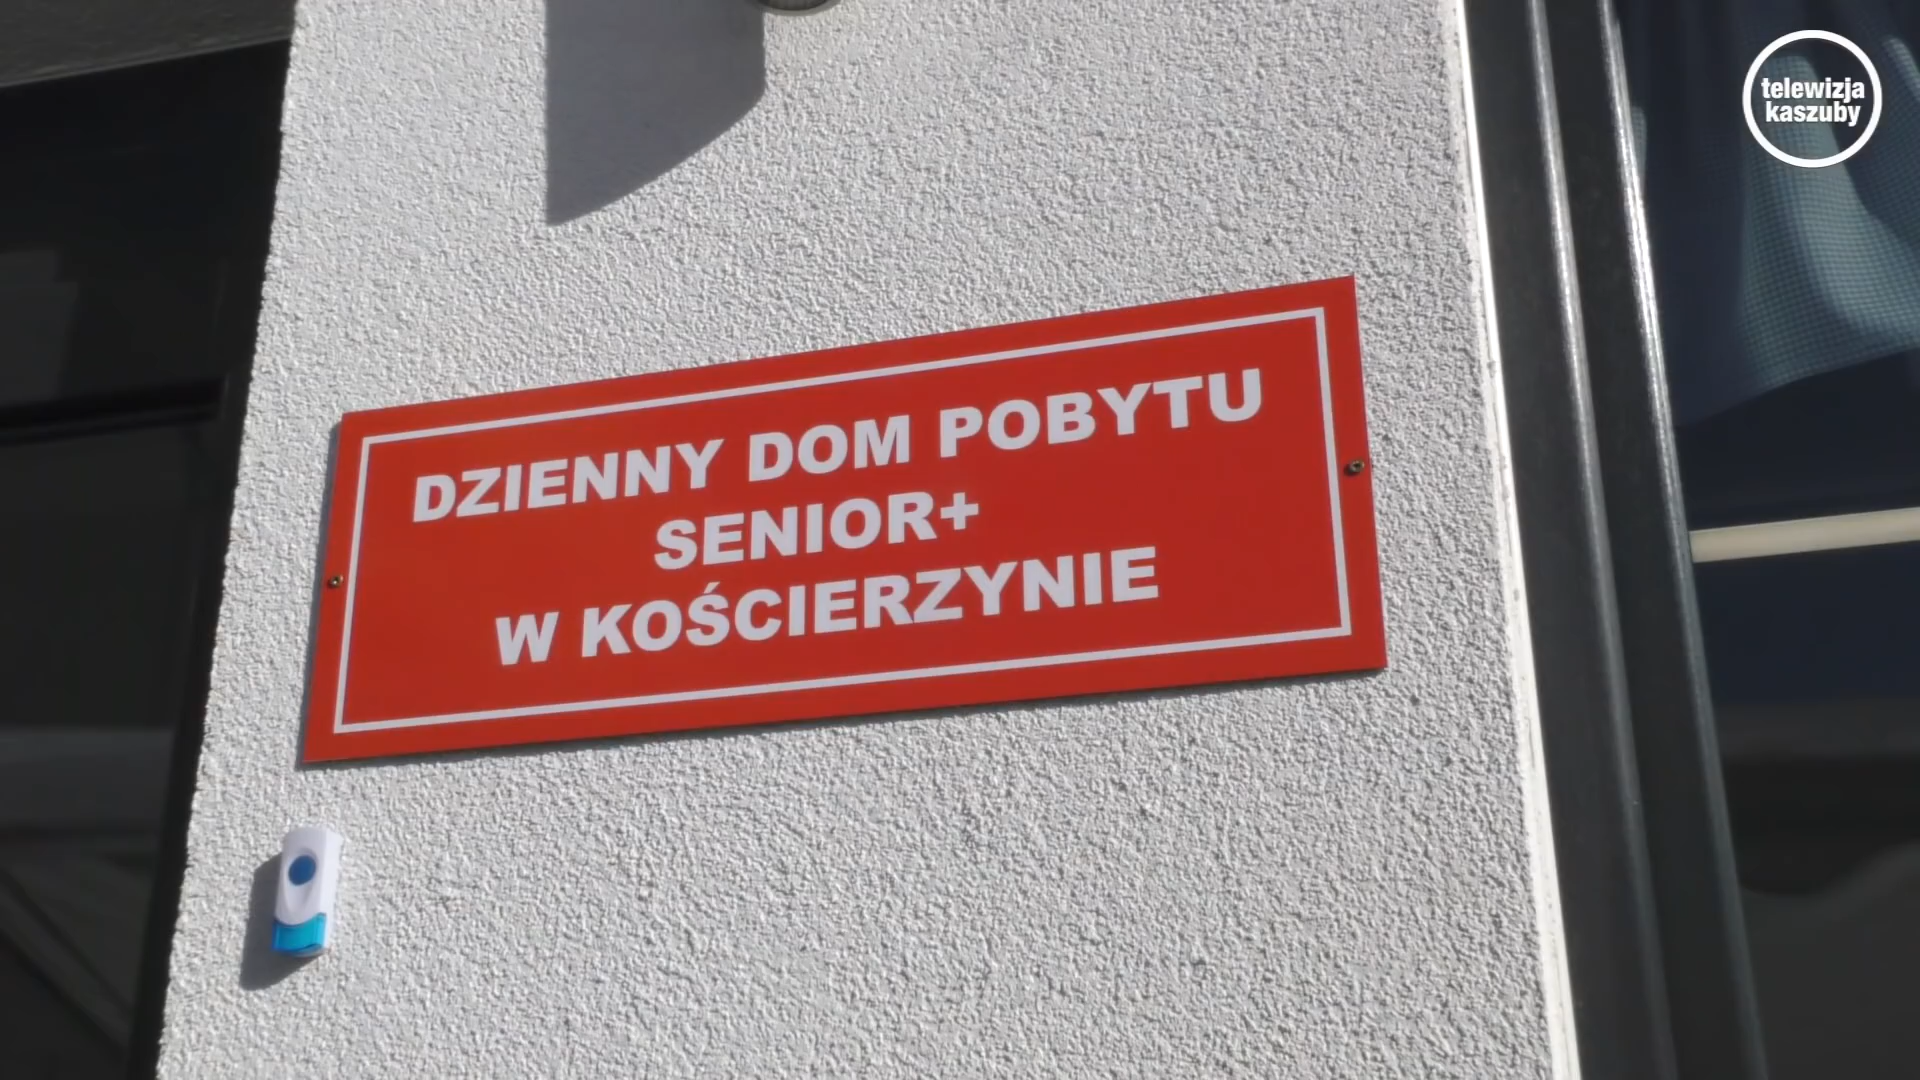 telewizja
kaszuby
DZIENNY DOM POBYTU
SENIOR+
W KOŚCIERZYNIE